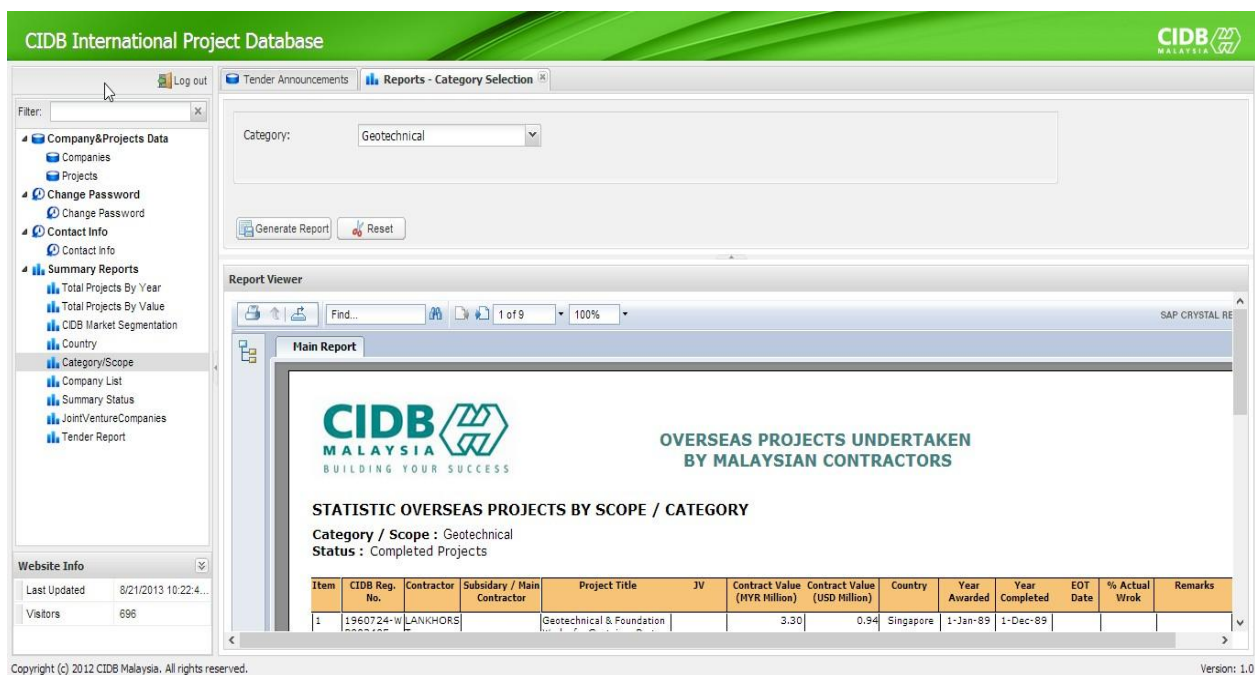 CIDB International Project Database
CIDB
MALAYSIA
Log out
Tender Announcements
Reports - Category Selection
Filter:
Company&Projects Data
Companies
Projects
Change Password
Change Password
Contact Info
Contact Info
Summary Reports
Total Projects By Year
Total Projects By Value
CIDB Market Segmentation
Country
Category/Scope
Company List
Summary Status
JointVentureCompanies
Tender Report
Website Info
Last Updated 8/21/2013 10:22:4...
Visitors 696
Category: Geotechnical
Generate Report Reset
Report Viewer
Find... 1 of 9 100% SAP CRYSTAL RE
Main Report
CIDB
MALAYSIA
BUILDING YOUR SUCCESS
OVERSEAS PROJECTS UNDERTAKEN
BY MALAYSIAN CONTRACTORS
STATISTIC OVERSEAS PROJECTS BY SCOPE / CATEGORY
Category / Scope : Geotechnical
Status : Completed Projects
Item CIDB Reg. Contractor Subsidary / Main Project Title JV Contract Value Contract Value Country Year Year EOT % Actual Remarks
No. Contractor (MYR Million) (USD Million) Awarded Completed Date Wrok
1 1960724-W LANKHORS Geotechnical & Foundation 3.30 0.94 Singapore 1-Jan-89 1-Dec-89
Copyright (c) 2012 CIDB Malaysia. All rights reserved.
Version: 1.0